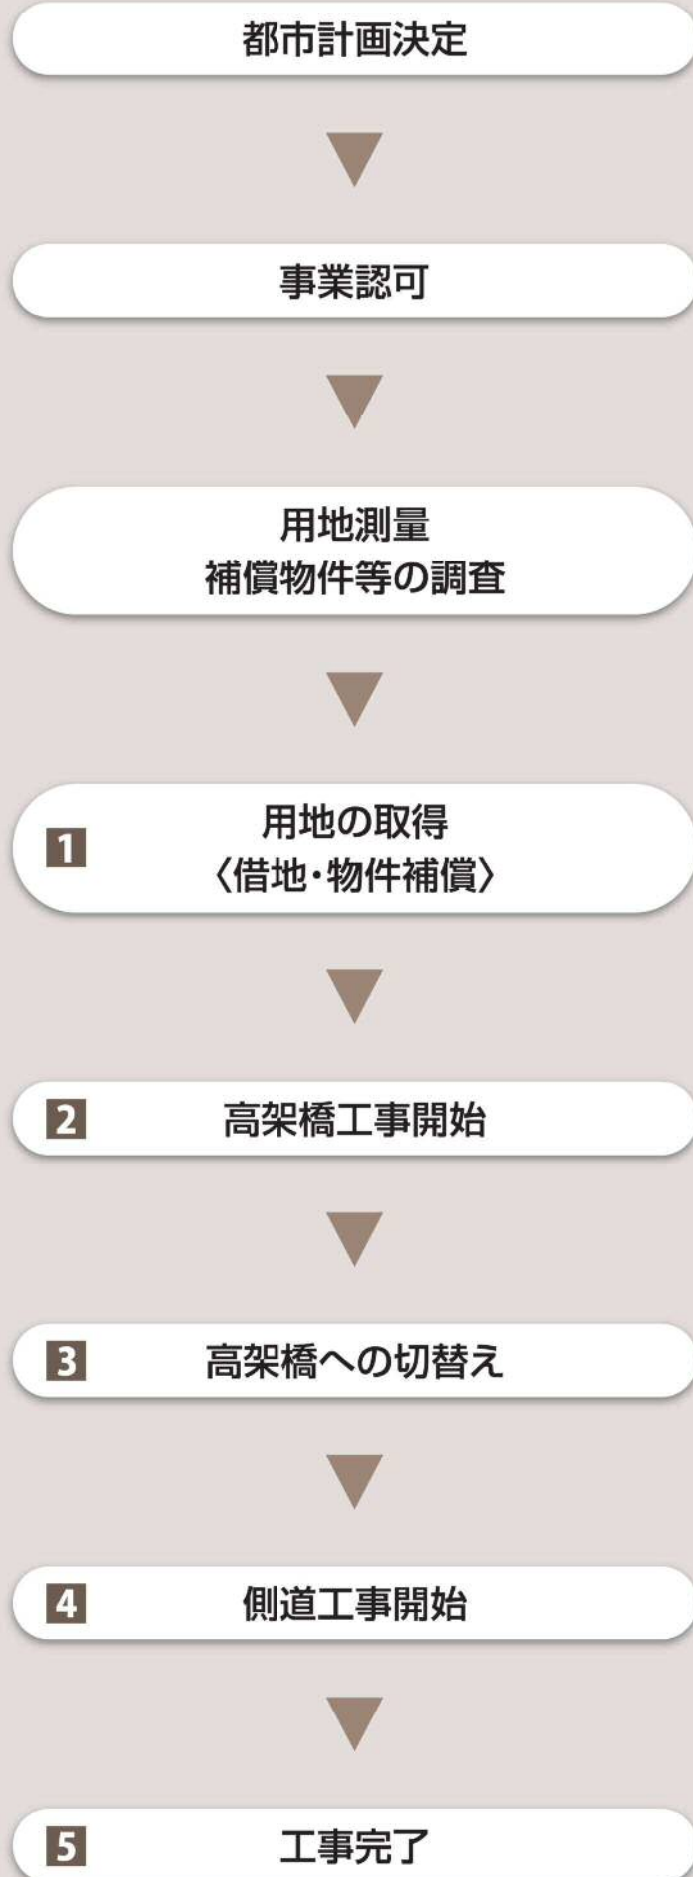 都市計画決定
事業認可
用地測量
補償物件等の調査
1 用地の取得
〈借地・物件補償〉
2 高架橋工事開始
3 高架橋への切替え
4 側道工事開始
5 工事完了